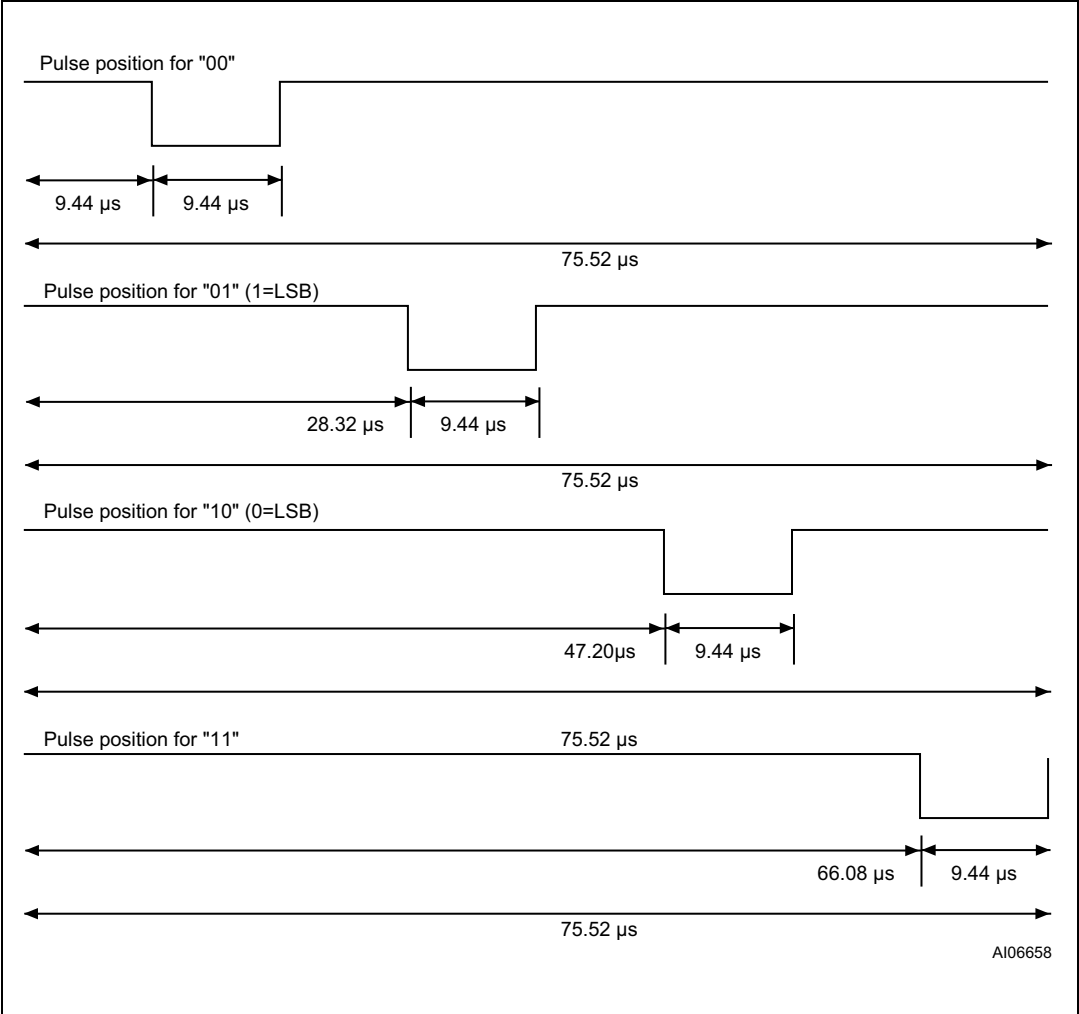 Pulse position for "00"
9.44 µs 9.44 µs
75.52 µs
Pulse position for "01" (1=LSB)
28.32 µs 9.44 µs
75.52 µs
Pulse position for "10" (0=LSB)
47.20µs 9.44 µs
Pulse position for "11" 75.52 µs
66.08 µs 9.44 µs
75.52 µs
AI06658